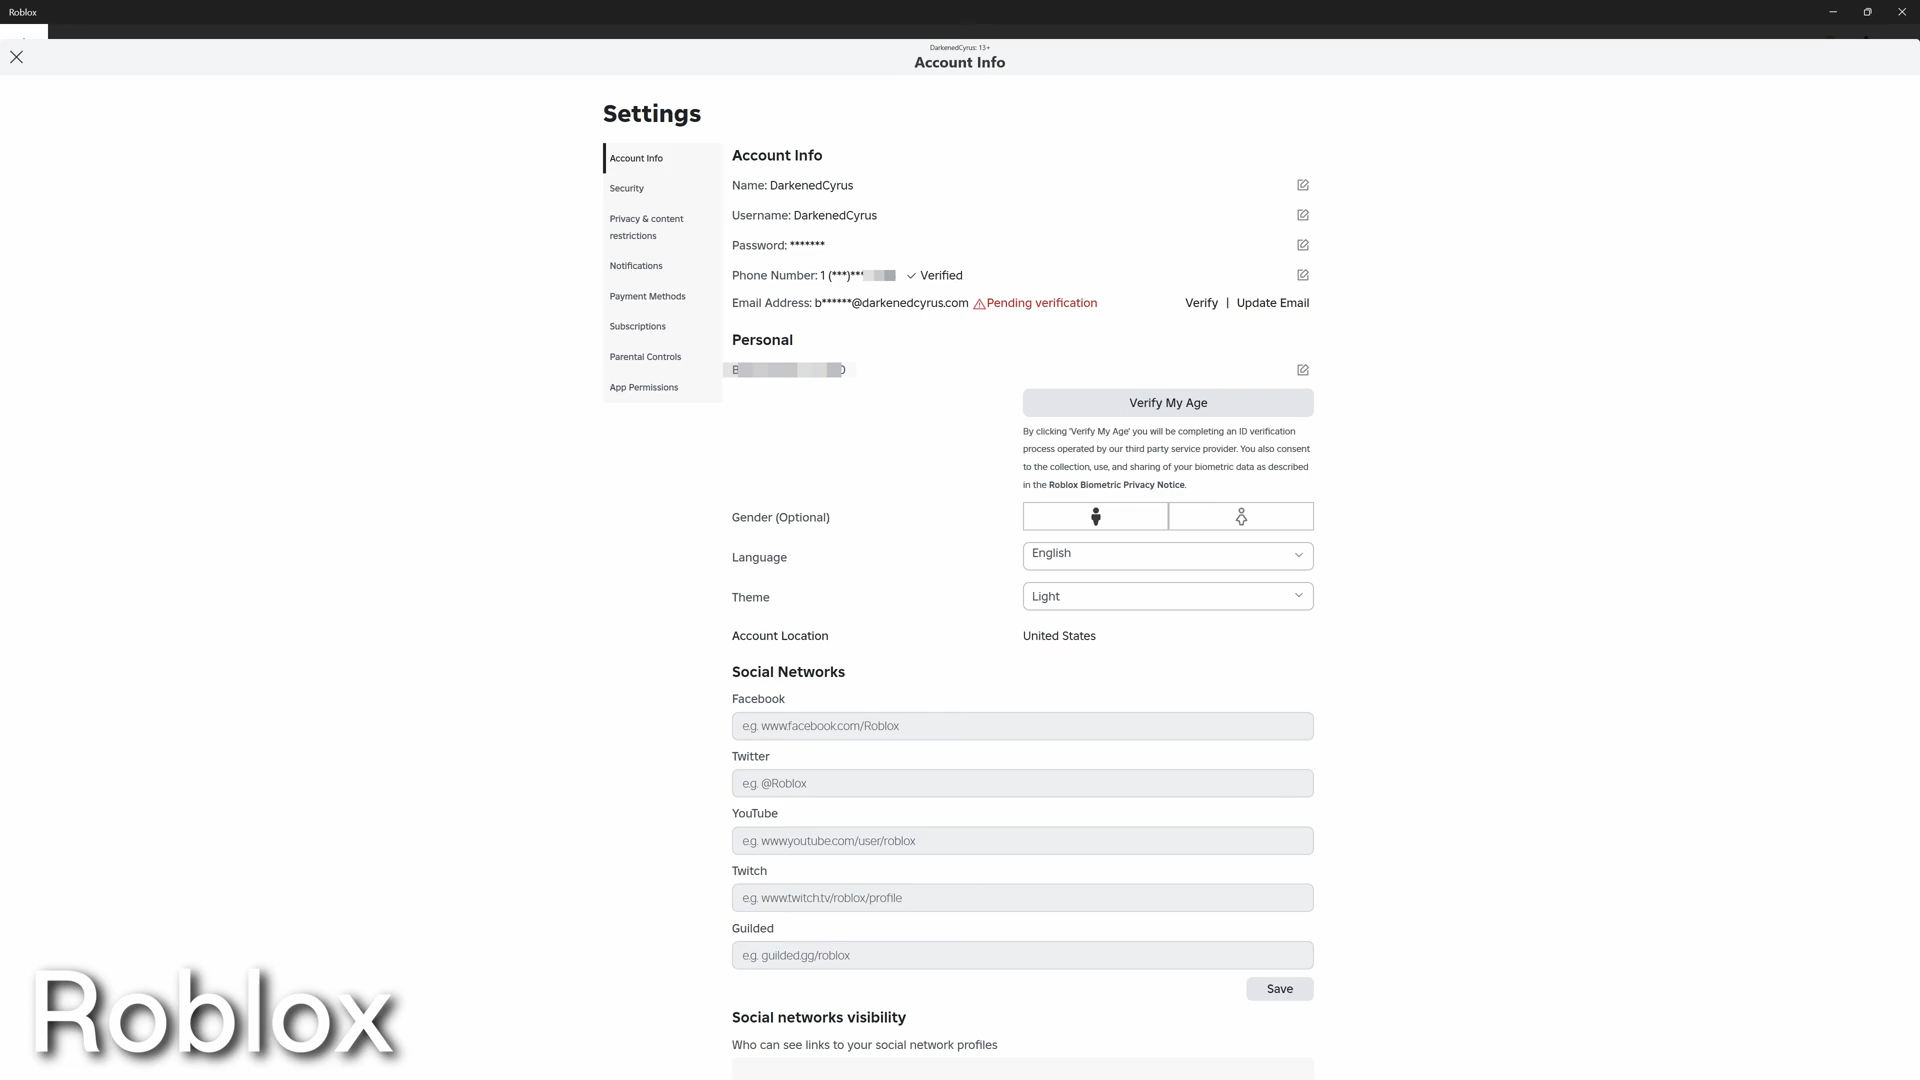 Roblox
DarkenedCyrus: 13+
Account Info
Settings
Account Info
Security
Privacy & content
restrictions
Notifications
Payment Methods
Subscriptions
Parental Controls
App Permissions
Account Info
Name: DarkenedCyrus
Username: DarkenedCyrus
Password: *******
Phone Number: 1 (***)*** Verified
Email Address: b******@darkenedcyrus.com Pending verification Verify | Update Email
Personal
Verify My Age
By clicking 'Verify My Age' you will be completing an ID verification
process operated by our third party service provider. You also consent
to the collection, use, and sharing of your biometric data as described
in the Roblox Biometric Privacy Notice.
Gender (Optional)
Language English
Theme Light
Account Location United States
Social Networks
Facebook
e.g. www.facebook.com/Roblox
Twitter
e.g. @Roblox
YouTube
e.g. www.youtube.com/user/roblox
Twitch
e.g. www.twitch.tv/roblox/profile
Guilded
e.g. guilded.gg/roblox
Save
Social networks visibility
Who can see links to your social network profiles
Roblox